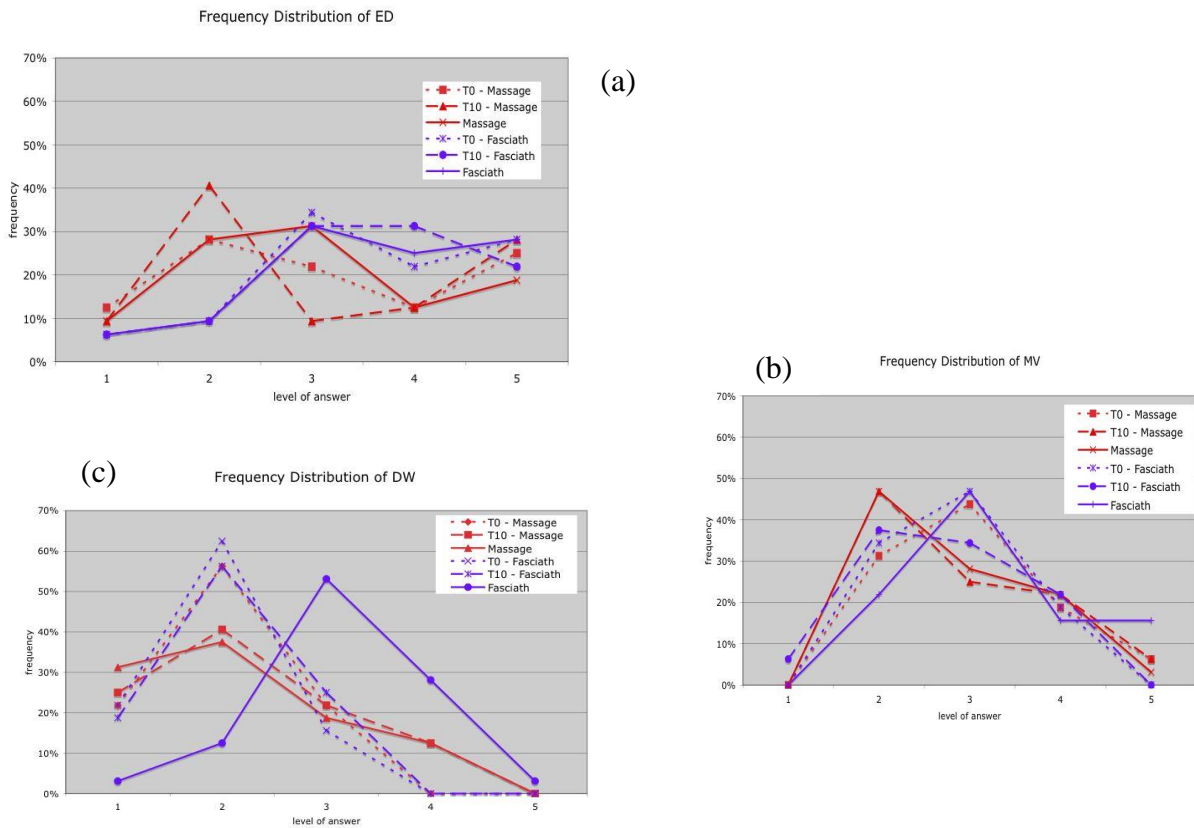 Frequency Distribution of ED
(a)
70%
60%
50%
40%
30%
20%
10%
0%
frequency
T0 - Massage
T10 - Massage
Massage
T0 - Fasciath
T10 - Fasciath
Fasciath
1 2 3 4 5
level of answer
(b)
Frequency Distribution of MV
70%
60%
50%
40%
30%
20%
10%
0%
frequency
T0 - Massage
T10 - Massage
Massage
T0 - Fasciath
T10 - Fasciath
Fasciath
1 2 3 4 5
level of answer
(c)
Frequency Distribution of DW
70%
60%
50%
40%
30%
20%
10%
0%
frequency
T0 - Massage
T10 - Massage
Massage
T0 - Fasciath
T10 - Fasciath
Fasciath
1 2 3 4 5
level of answer